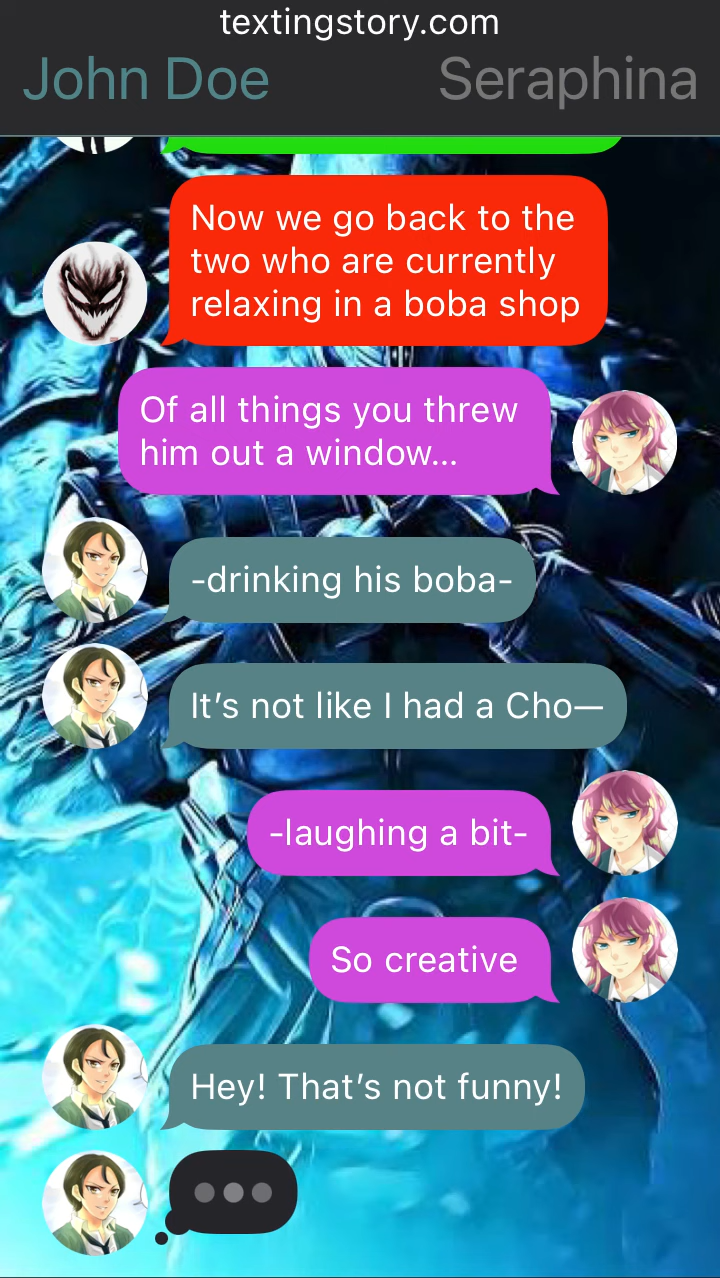 textingstory.com
John Doe
Seraphina
Now we go back to the
two who are currently
relaxing in a boba shop
Of all things you threw
him out a window...
-drinking his boba-
It’s not like I had a Cho—
-laughing a bit-
So creative
Hey! That’s not funny!